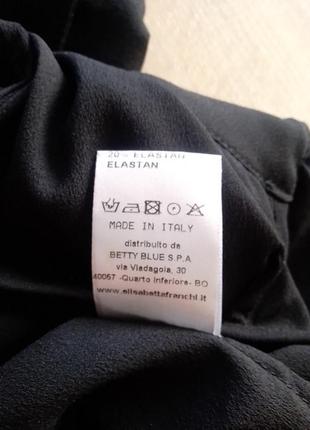 ELASTAN
ELASTAN
MADE IN ITALY
distribuito da
BETTY BLUE S.P.A
via Viadagola, 30
40057 -Quarto Inferiore- BO
www.elisabettafranchi.it